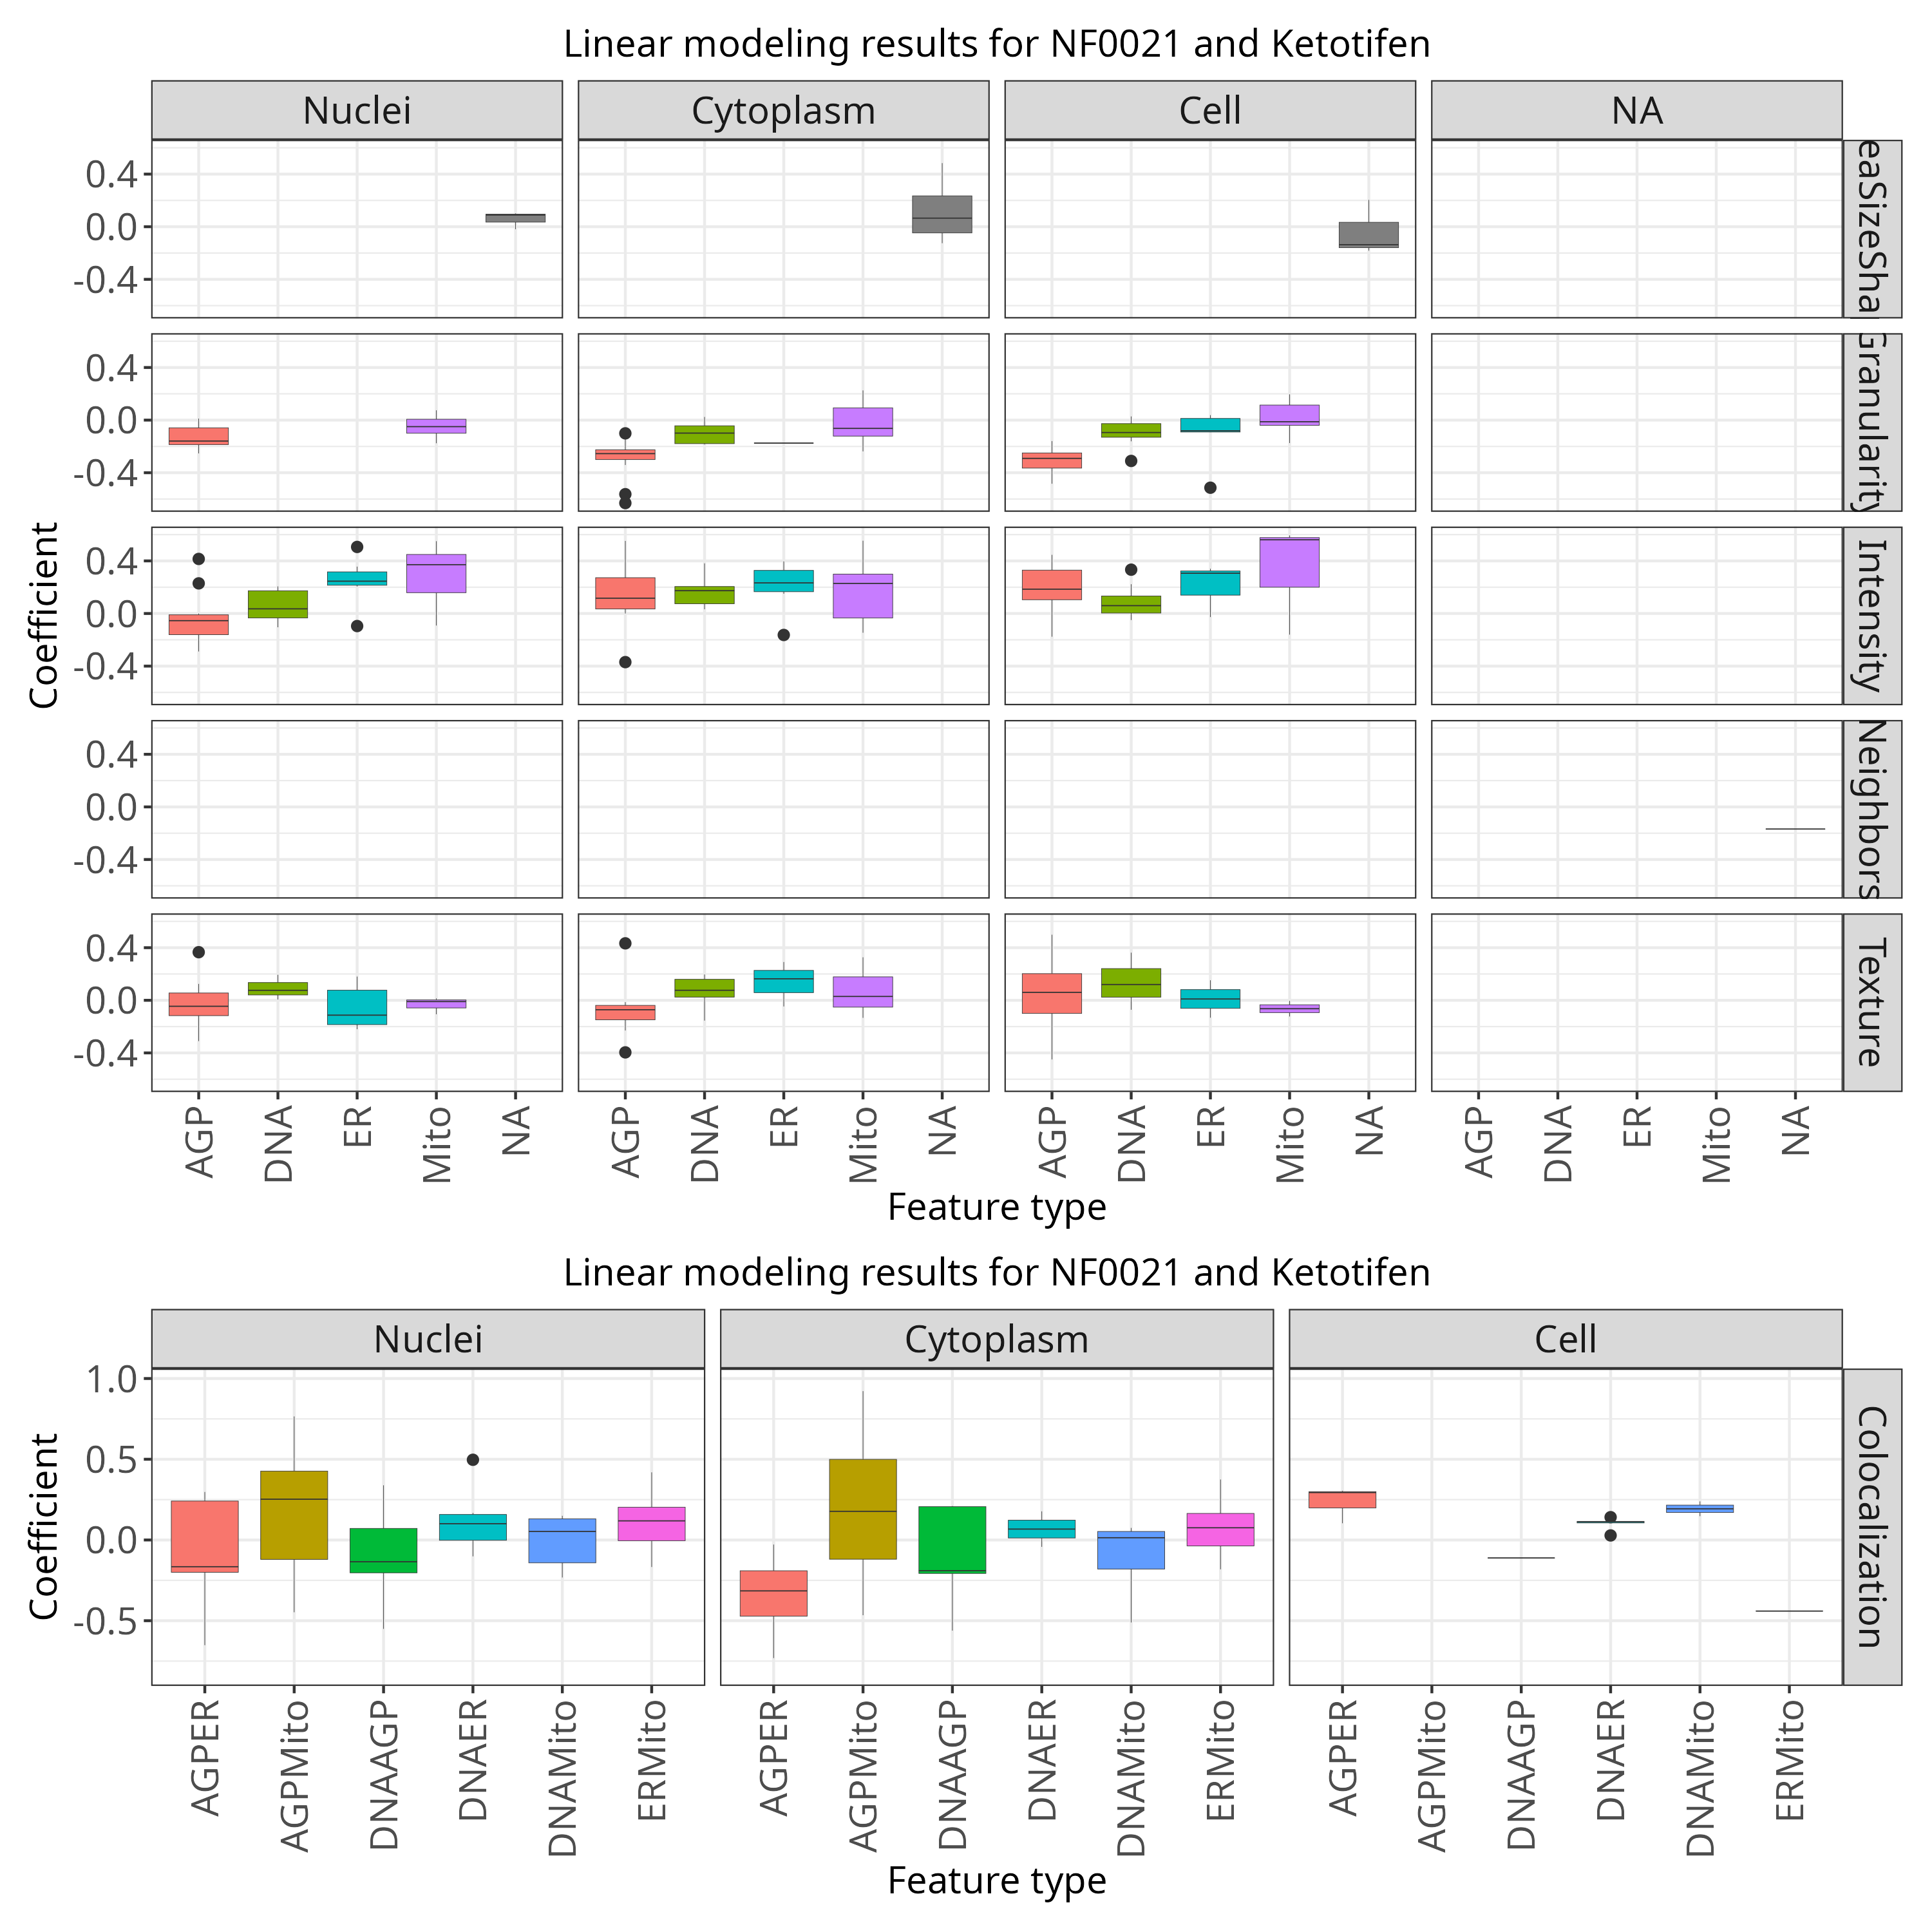 Linear modeling results for NF0021 and Ketotifen
Nuclei Cytoplasm Cell NA
0.4
0.0
-0.4
eaSizeSha
0.4
0.0
-0.4
Granularity
0.4
0.0
-0.4
Intensity
0.4
0.0
-0.4
Neighbors
0.4
0.0
-0.4
Texture
Coefficient
AGP DNA ER Mito NA AGP DNA ER Mito NA AGP DNA ER Mito NA AGP DNA ER Mito NA
Feature type
Linear modeling results for NF0021 and Ketotifen
Nuclei Cytoplasm Cell
1.0
0.5
0.0
-0.5
Colocalization
Coefficient
AGPER AGPMito DNAAGP DNAER DNAMito ERMito AGPER AGPMito DNAAGP DNAER DNAMito ERMito AGPER AGPMito DNAAGP DNAER DNAMito ERMito
Feature type